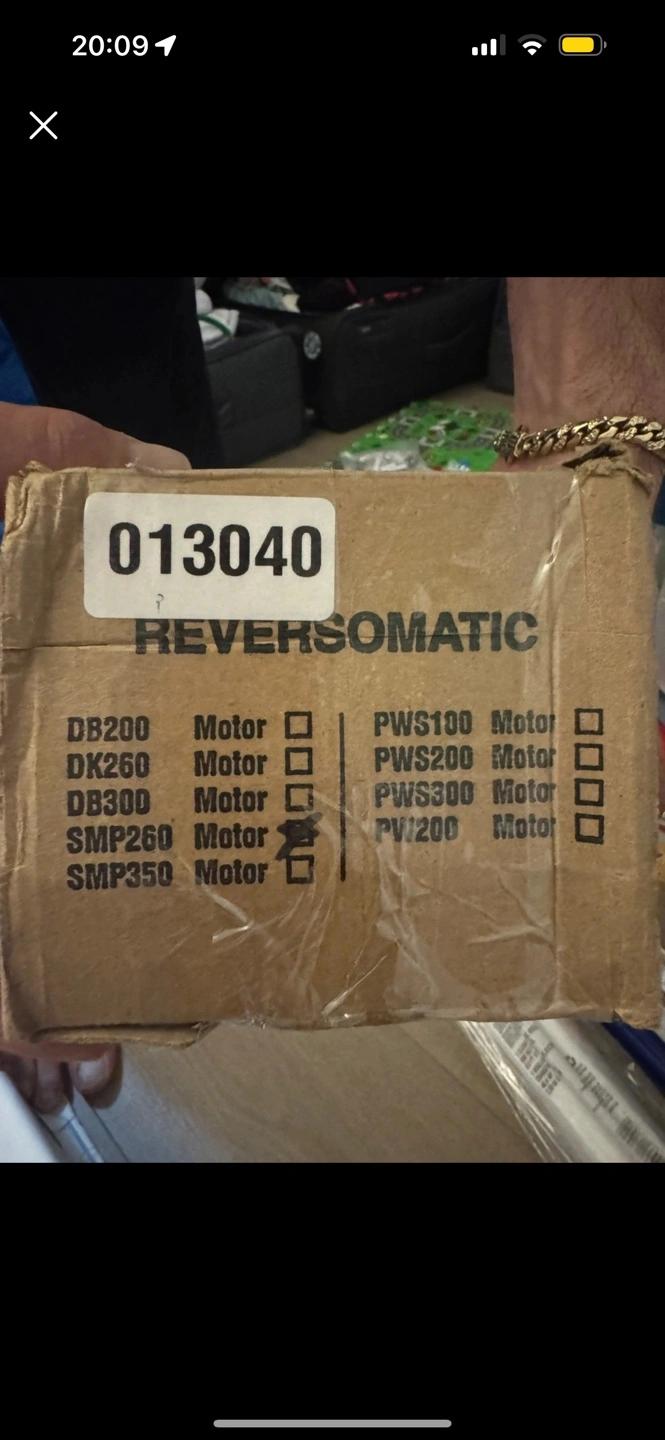 20:09
013040
REVERSOMATIC
DB200 Motor
DK260 Motor
DB300 Motor
SMP260 Motor
SMP350 Motor
PWS100 Motor
PWS200 Motor
PWS300 Motor
PW200 Motor